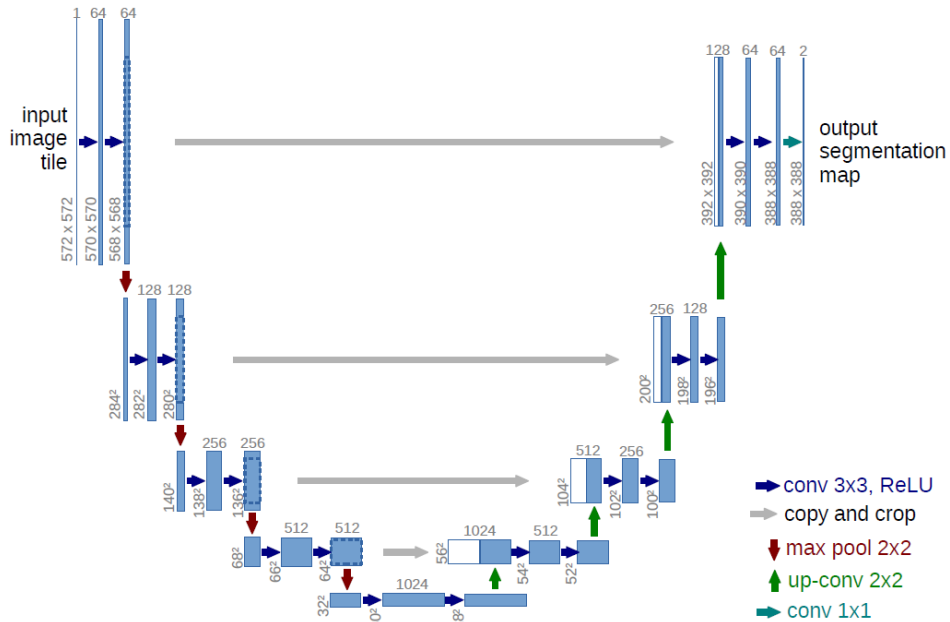 1
64
64
input
image
tile
572 x 572
570 x 570
568 x 568
128
64
64
2
392 x 392
390 x 390
388 x 388
388 x 388
output
segmentation
map
128
128
284²
282²
280²
256
128
200²
198²
196²
256
256
140²
138²
136²
512
256
104²
102²
100²
512
512
68²
66²
64²
1024
512
56²
54²
52²
1024
32²
0²
8²
conv 3x3, ReLU
copy and crop
max pool 2x2
up-conv 2x2
conv 1x1